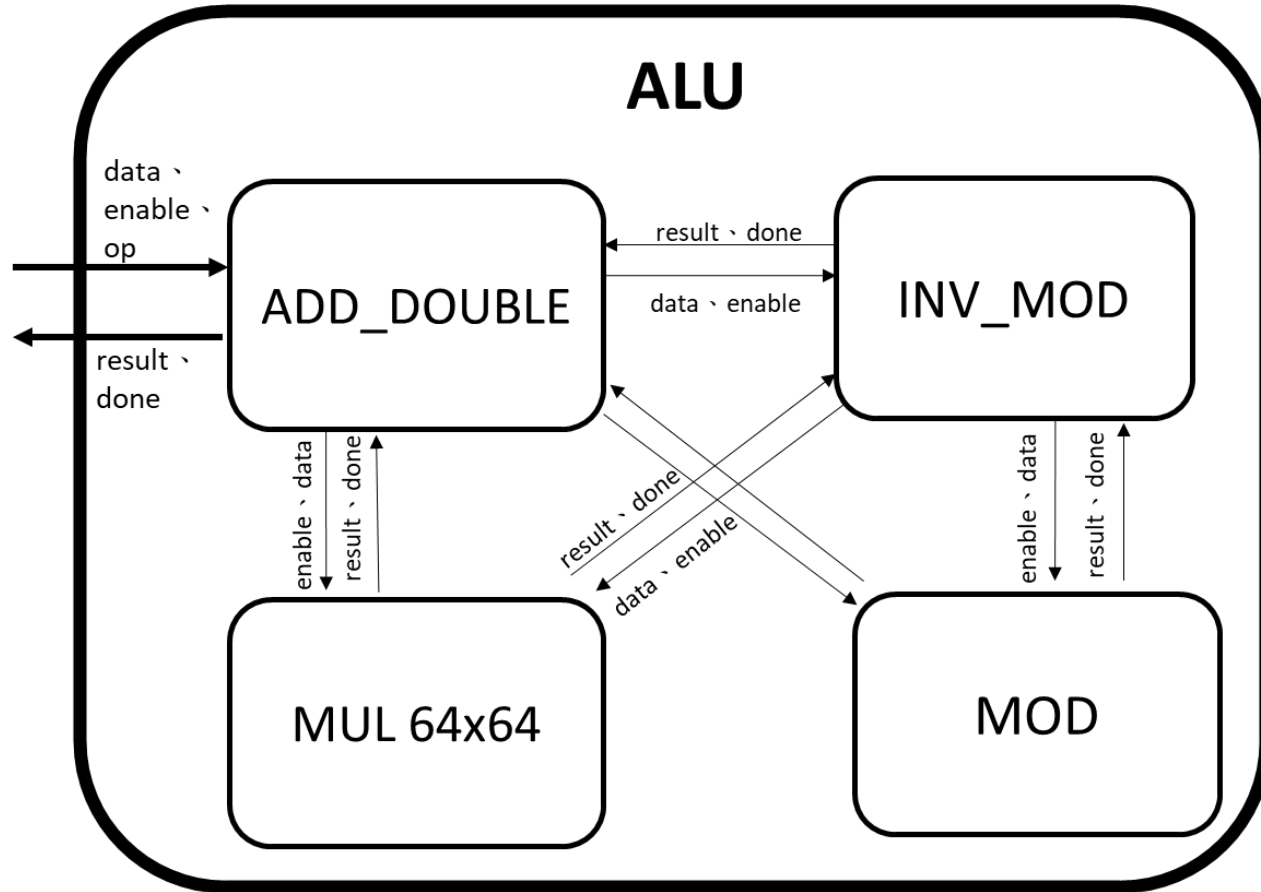 ALU
data、
enable、
op
result、
done
ADD_DOUBLE
result、done
data、enable
INV_MOD
enable、data
result、done
result、done
data、enable
enable、data
result、done
MUL 64x64
MOD